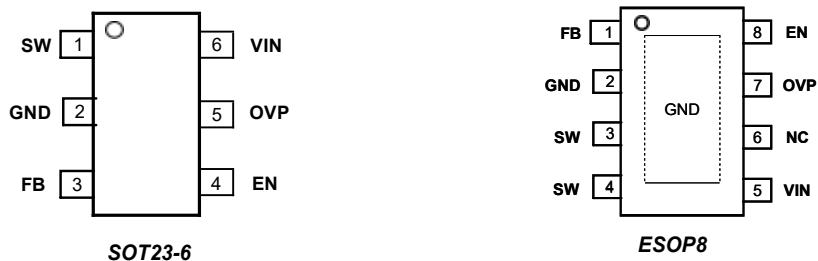 SW 1 6 VIN
GND 2 5 OVP
FB 3 4 EN
SOT23-6
FB 1 8 EN
GND 2 7 OVP
GND
SW 3 6 NC
SW 4 5 VIN
ESOP8